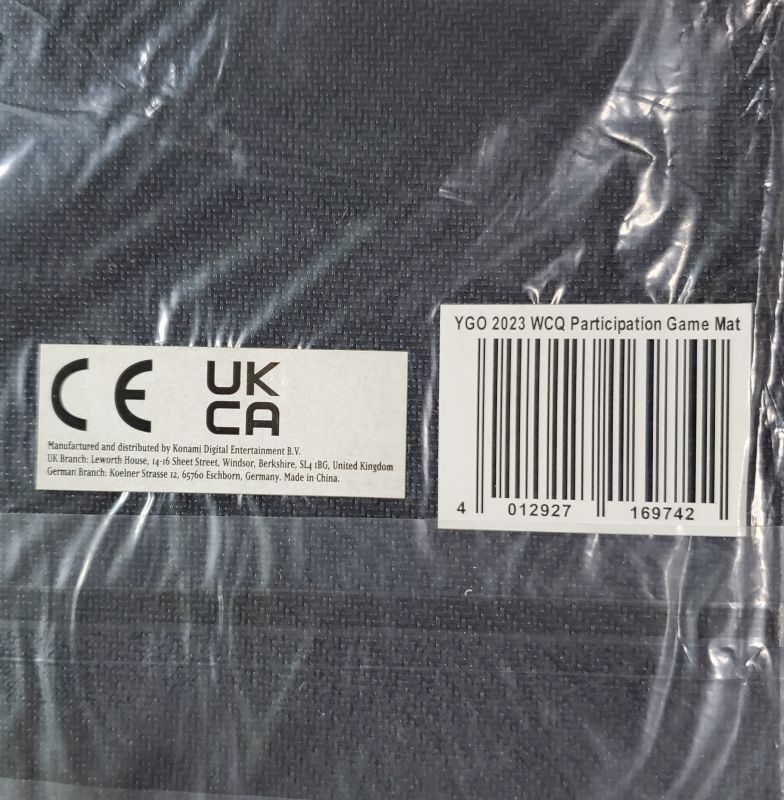 CE UK
CA
Manufactured and distributed by Konami Digital Entertainment B.V.
UK Branch: Leworth House, 14-16 Sheet Street, Windsor, Berkshire, SL4 1BG, United Kingdom
German Branch: Koelner Strasse 12, 65760 Eschborn, Germany. Made in China.
YGO 2023 WCQ Participation Game Mat
4 012927 169742